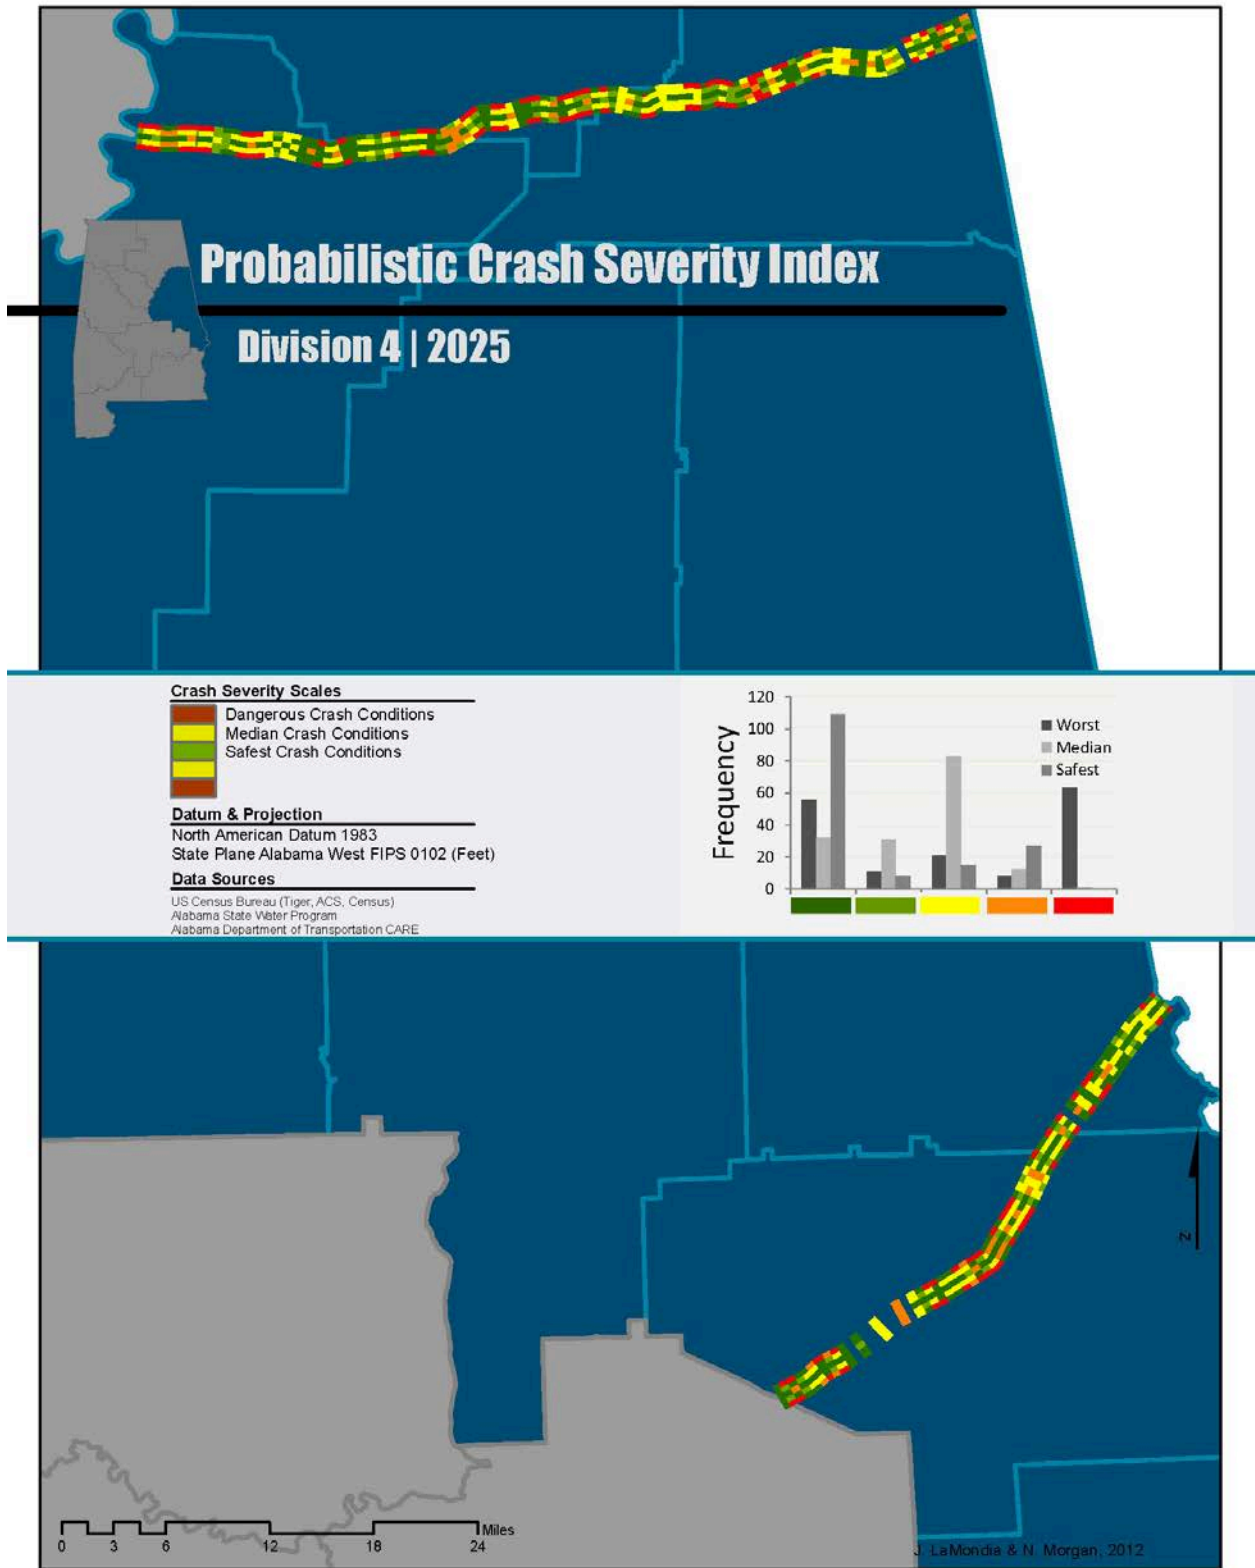 Probabilistic Crash Severity Index
Division 4 | 2025
Crash Severity Scales
Dangerous Crash Conditions
Median Crash Conditions
Safest Crash Conditions
Datum & Projection
North American Datum 1983
State Plane Alabama West FIPS 0102 (Feet)
Data Sources
US Census Bureau (Tiger, ACS, Census)
Alabama State Water Program
Alabama Department of Transportation CARE
Frequency
120
100
80
60
40
20
0
Worst
Median
Safest
N
Miles
0 3 6 12 18 24
J. LaMondia & N. Morgan, 2012